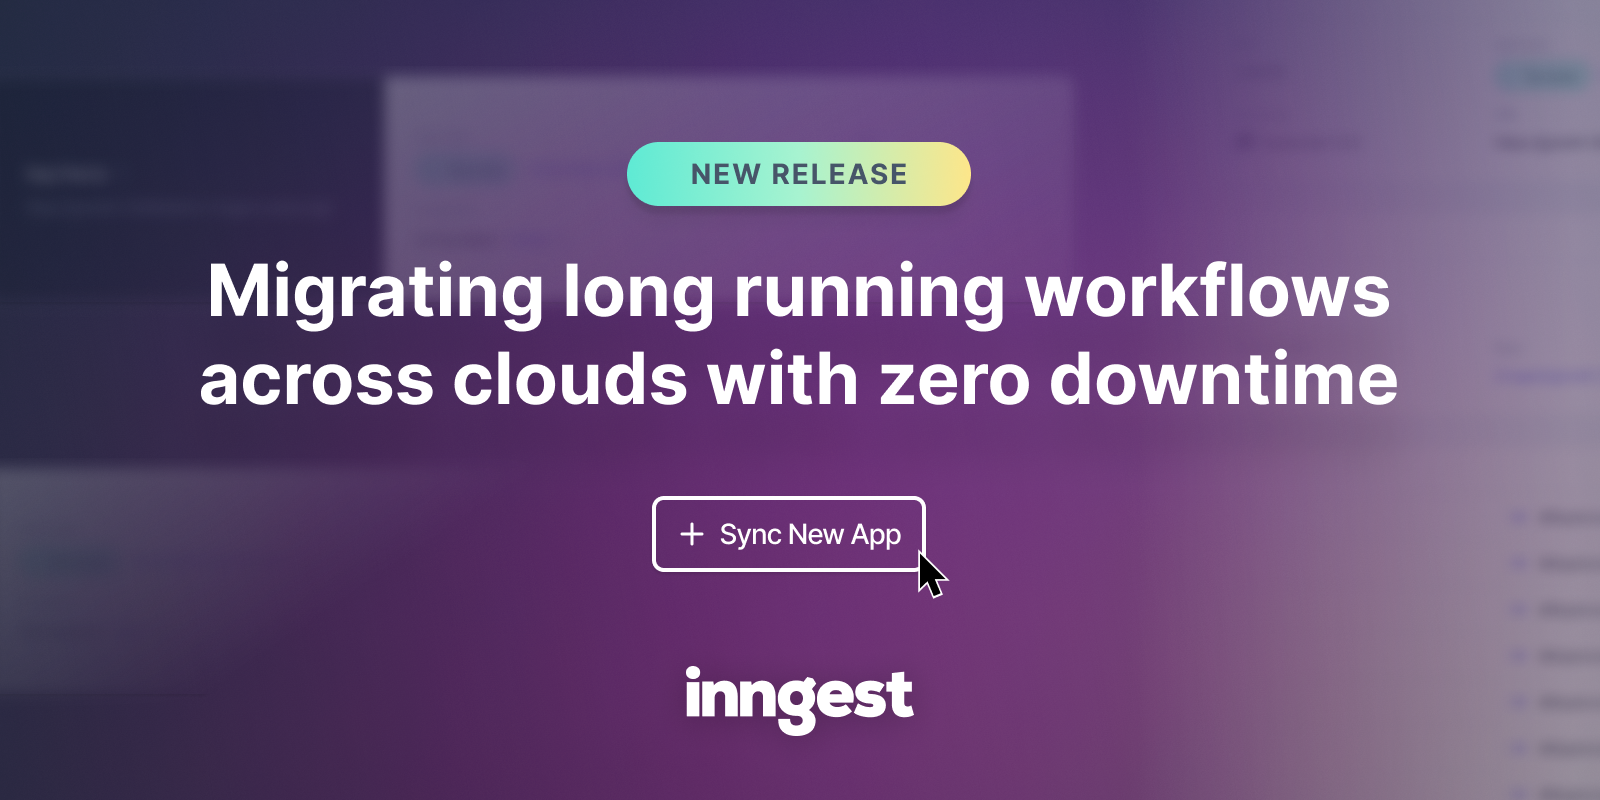 NEW RELEASE
Migrating long running workflows
across clouds with zero downtime
+ Sync New App
inngest